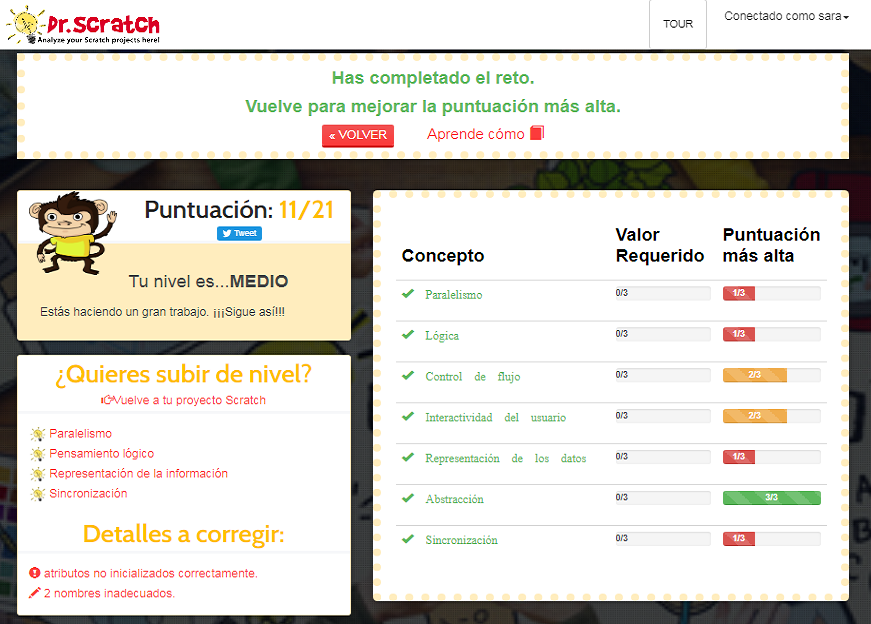 Dr.Scratch
Analyze your Scratch projects here!
TOUR
Conectado como sara
Has completado el reto.
Vuelve para mejorar la puntuación más alta.
« VOLVER
Aprende cómo
Puntuación: 11/21
Tweet
Tu nivel es...MEDIO
Estás haciendo un gran trabajo. ¡¡¡Sigue así!!!
¿Quieres subir de nivel?
Vuelve a tu proyecto Scratch
Paralelismo
Pensamiento lógico
Representación de la información
Sincronización
Detalles a corregir:
atributos no inicializados correctamente.
2 nombres inadecuados.
Concepto
Valor Requerido
Puntuación más alta
Paralelismo 0/3 1/3
Lógica 0/3 1/3
Control de flujo 0/3 2/3
Interactividad del usuario 0/3 2/3
Representación de los datos 0/3 1/3
Abstracción 0/3 3/3
Sincronización 0/3 1/3